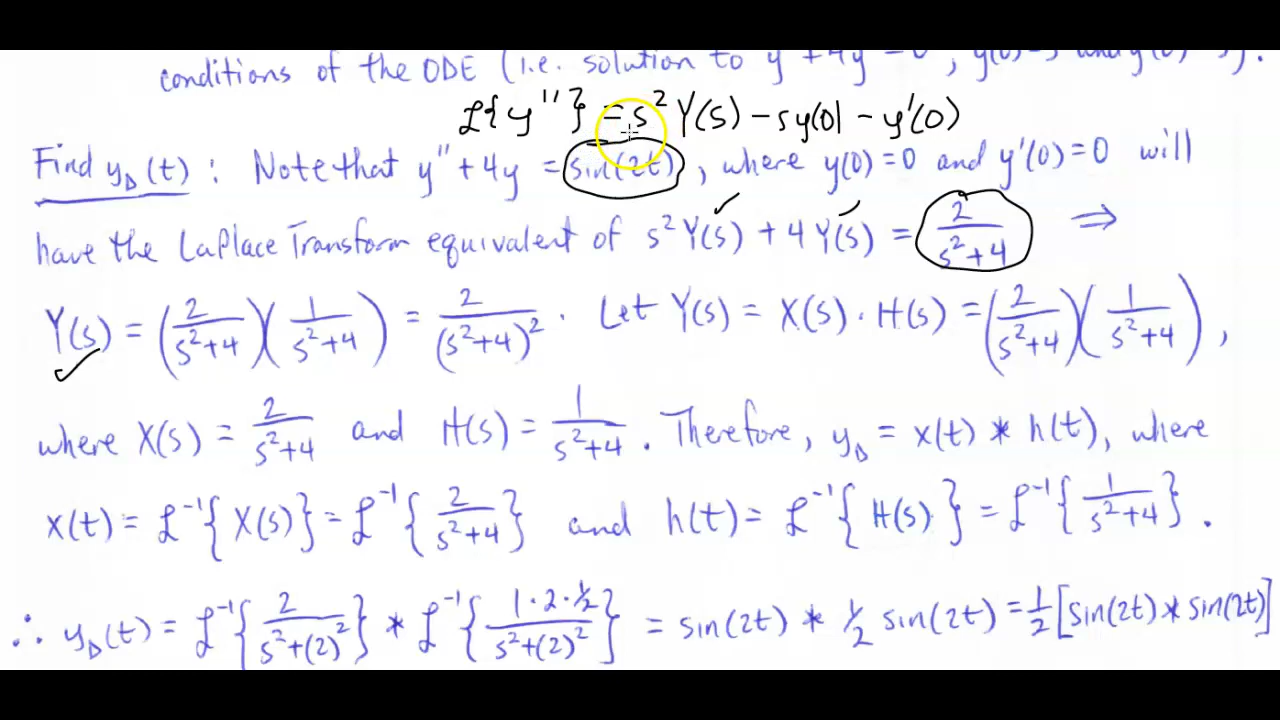 conditions of the ODE (i.e. solution to y″+4y=0, y(0)= and y′(0)
ℒ{y″} = s²Y(s) - sy(0) - y′(0)
Find y_D(t): Note that y″+4y = sin(2t), where y(0)=0 and y′(0)=0 will
have the LaPlace Transform equivalent of s²Y(s)+4Y(s) = 2/(s²+4) ⇒
Y(s) = (2/(s²+4))(1/(s²+4)) = 2/(s²+4)². Let Y(s) = X(s)·H(s) = (2/(s²+4))(1/(s²+4)),
where X(s) = 2/(s²+4) and H(s) = 1/(s²+4). Therefore, y_D = x(t) * h(t), where
x(t) = ℒ⁻¹{X(s)} = ℒ⁻¹{2/(s²+4)} and h(t) = ℒ⁻¹{H(s)} = ℒ⁻¹{1/(s²+4)}.
∴ y_D(t) = ℒ⁻¹{2/(s²+(2)²)} * ℒ⁻¹{1·2·½/(s²+(2)²)} = sin(2t) * ½ sin(2t) = ½[sin(2t) * sin(2t)]